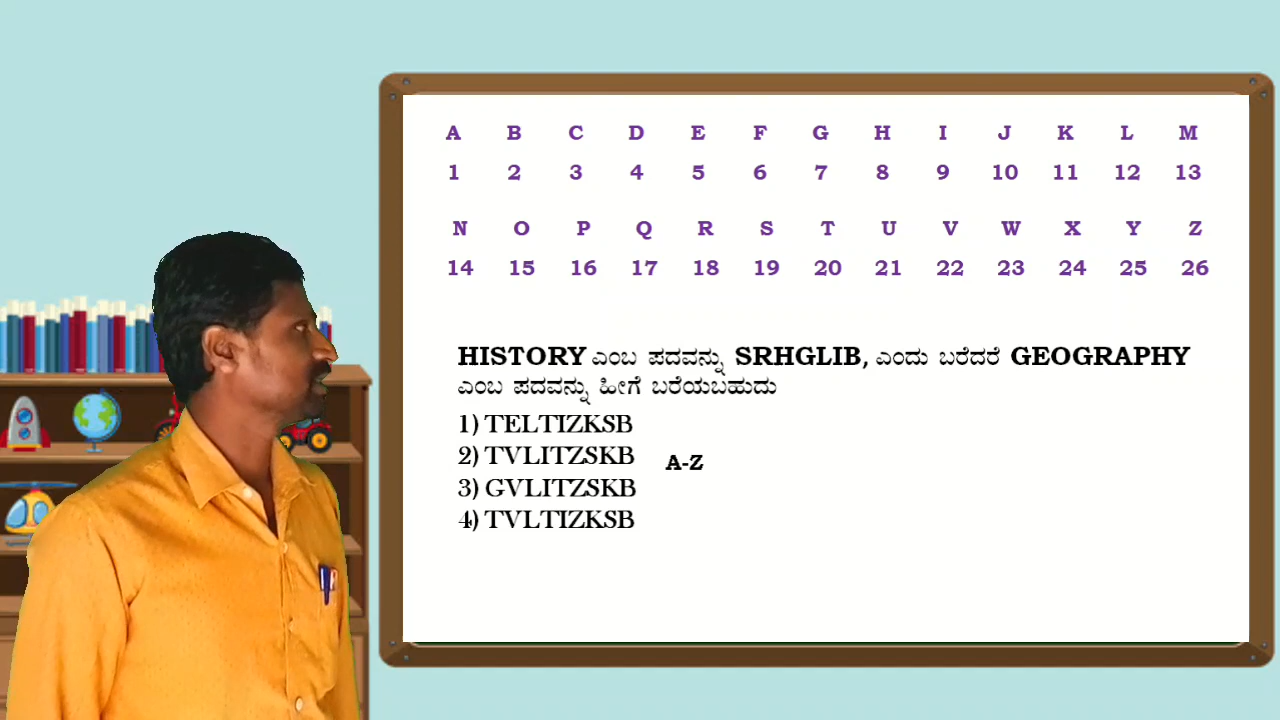 A B C D E F G H I J K L M
1 2 3 4 5 6 7 8 9 10 11 12 13
N O P Q R S T U V W X Y Z
14 15 16 17 18 19 20 21 22 23 24 25 26
HISTORY ಎಂಬ ಪದವನ್ನು SRHGLIB, ಎಂದು ಬರೆದರೆ GEOGRAPHY
ಎಂಬ ಪದವನ್ನು ಹೀಗೆ ಬರೆಯಬಹುದು
1) TELTIZKSB
2) TVLITZSKB
A-Z
3) GVLITZSKB
4) TVLTIZKSB